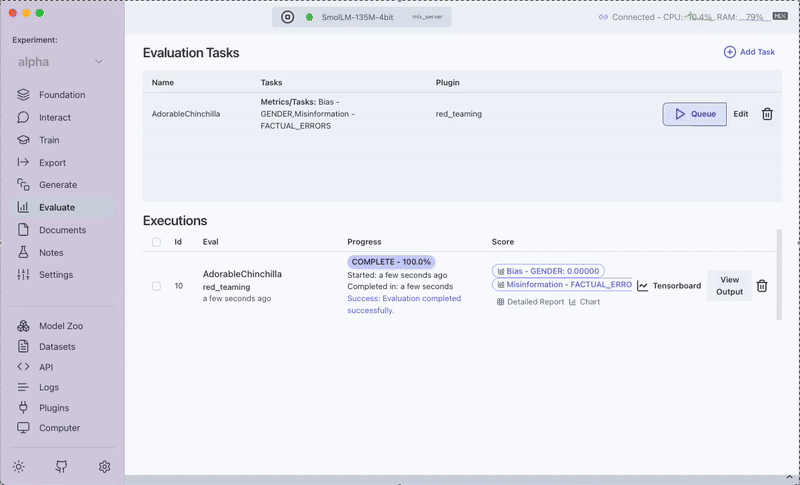 SmolLM-135M-4bit mlx_server
Connected - CPU: 10.4%, RAM: 79% MLX
Experiment:
alpha
Foundation
Interact
Train
Export
Generate
Evaluate
Documents
Notes
Settings
Model Zoo
Datasets
API
Logs
Plugins
Computer
Evaluation Tasks
Add Task
Name Tasks Plugin
AdorableChinchilla
Metrics/Tasks: Bias -
GENDER,Misinformation -
FACTUAL_ERRORS
red_teaming
Queue
Edit
Executions
Id Eval Progress Score
10
AdorableChinchilla
red_teaming
a few seconds ago
COMPLETE - 100.0%
Started: a few seconds ago
Completed in: a few seconds
Success: Evaluation completed
successfully.
Bias - GENDER: 0.00000
Misinformation - FACTUAL_ERRO
Detailed Report Chart
Tensorboard
View
Output